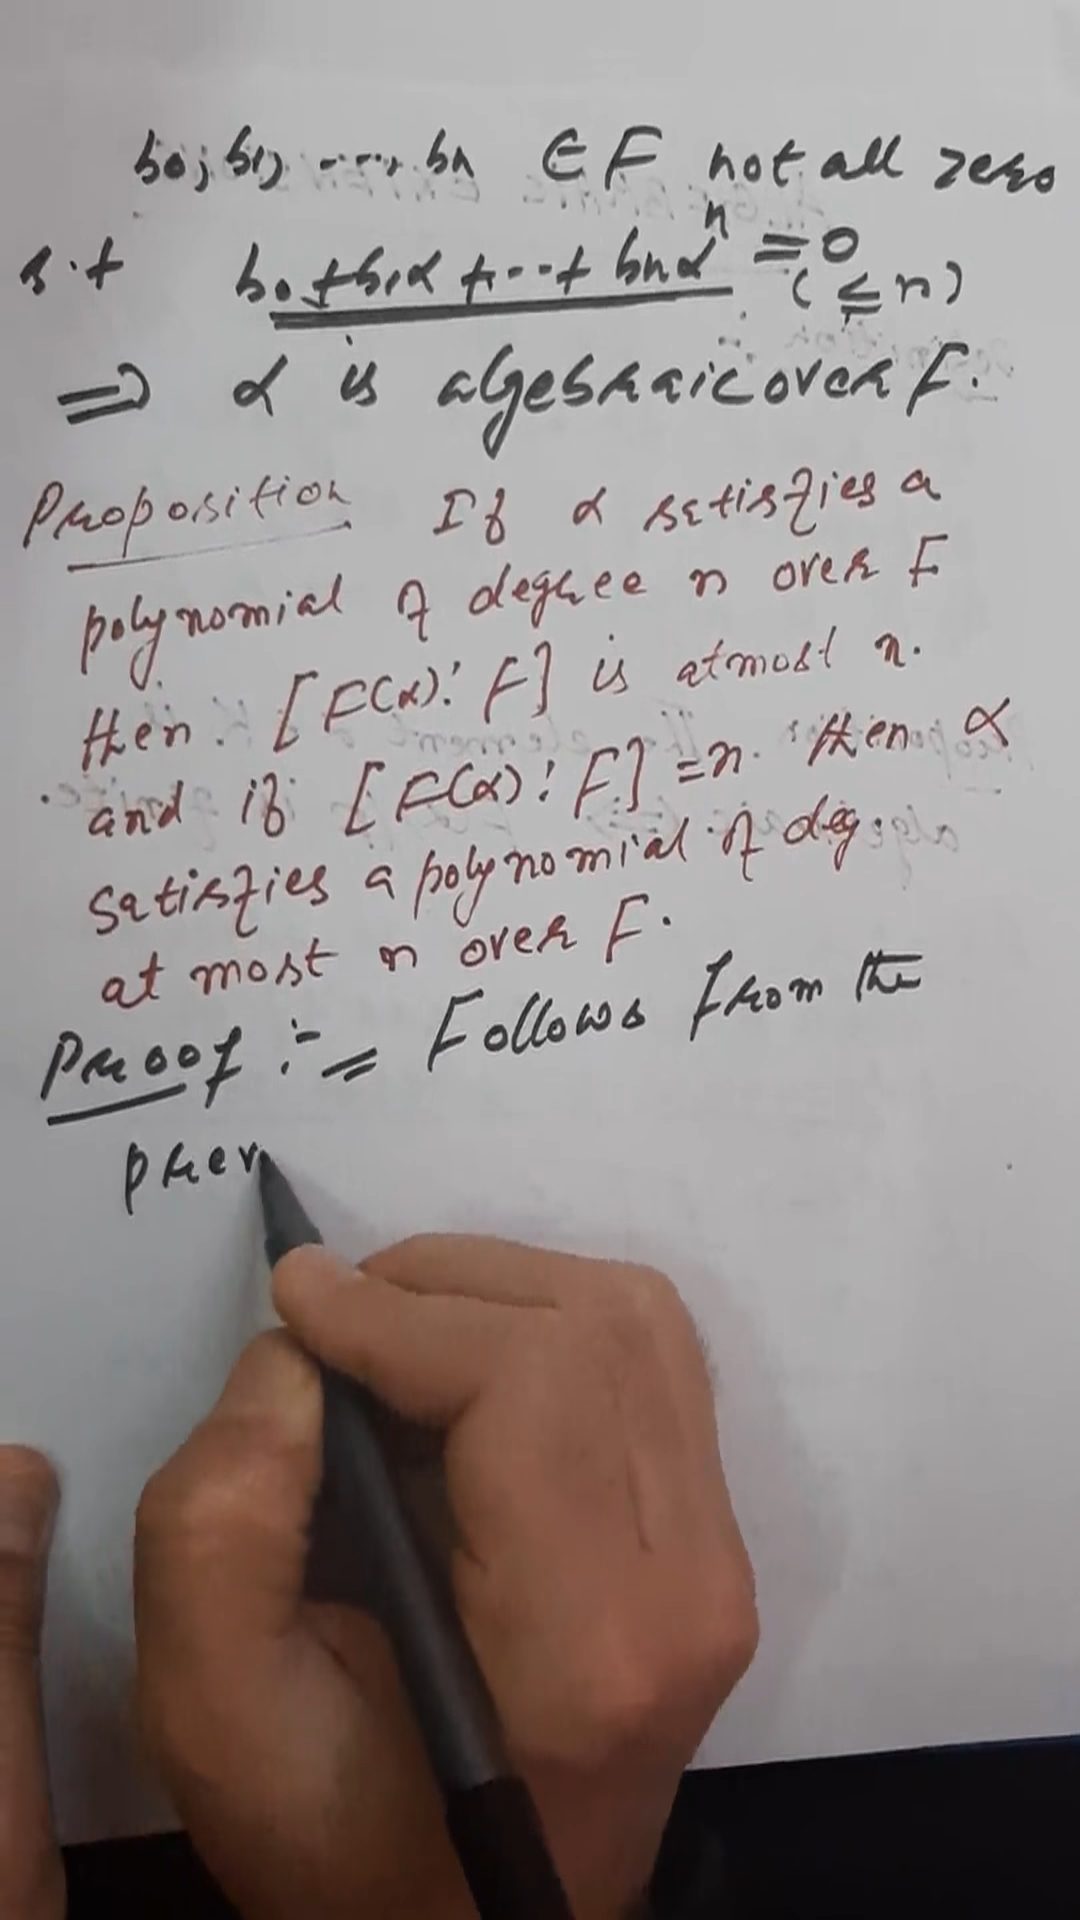 b0, b1, ..., bn ∈ F not all zero
s.t b0+b1α+...+bnα^n=0
(≤n)
⇒ α is algebraic over F.
Proposition If α satisfies a
polynomial of degree n over F
then [F(α): F] is atmost n.
and if [F(α): F]=n. then α
satisfies a polynomial of deg
at most n over F.
Proof :- = Follows from the
prev